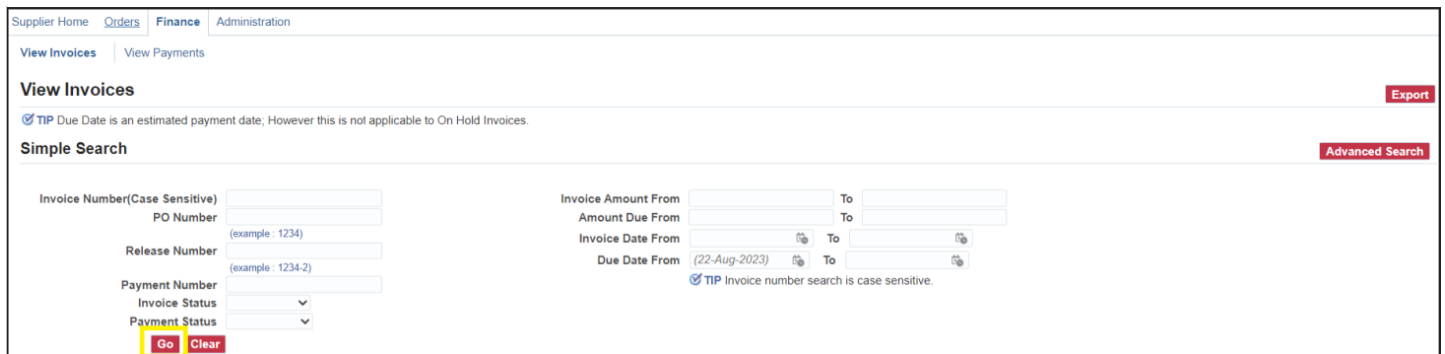 Supplier Home Orders Finance Administration
View Invoices View Payments
View Invoices
Export
TIP Due Date is an estimated payment date; However this is not applicable to On Hold Invoices.
Simple Search
Advanced Search
Invoice Number(Case Sensitive)
PO Number
(example : 1234)
Release Number
(example : 1234-2)
Payment Number
Invoice Status
Payment Status
Go Clear
Invoice Amount From To
Amount Due From To
Invoice Date From To
Due Date From (22-Aug-2023) To
TIP Invoice number search is case sensitive.